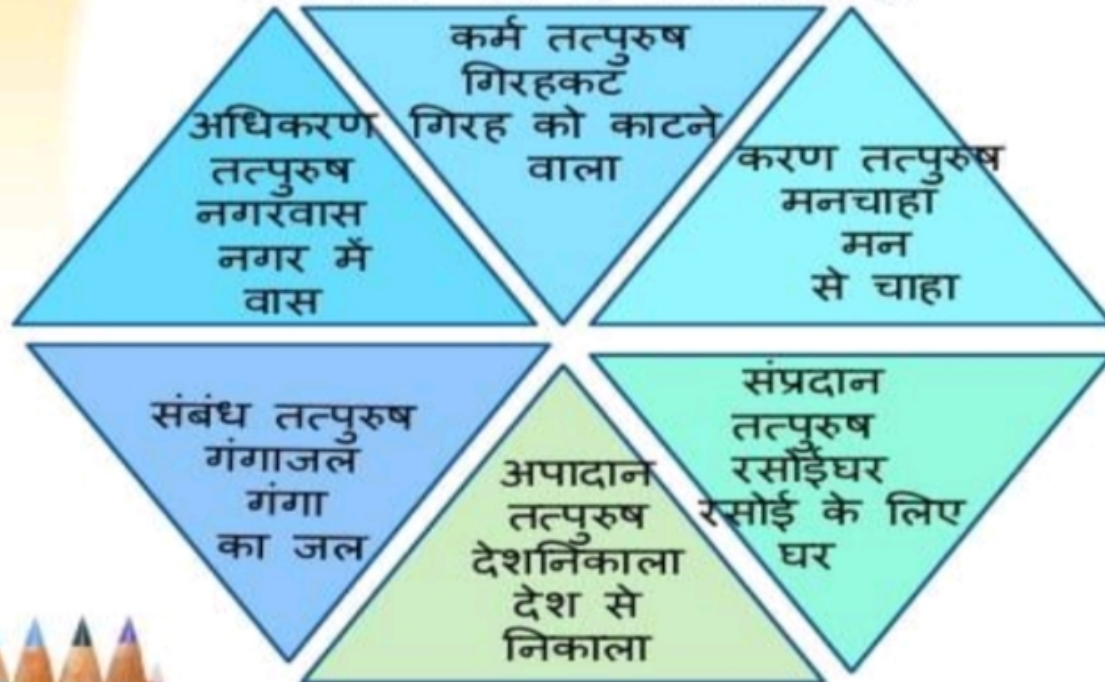 कर्म तत्पुरुष
गिरहकट
गिरह को काटने
वाला
करण तत्पुरुष
मनचाहा
मन
से चाहा
संप्रदान
तत्पुरुष
रसोईघर
रसोई के लिए
घर
अपादान
तत्पुरुष
देशनिकाला
देश से
निकाला
संबंध तत्पुरुष
गंगाजल
गंगा
का जल
अधिकरण
तत्पुरुष
नगरवास
नगर में
वास